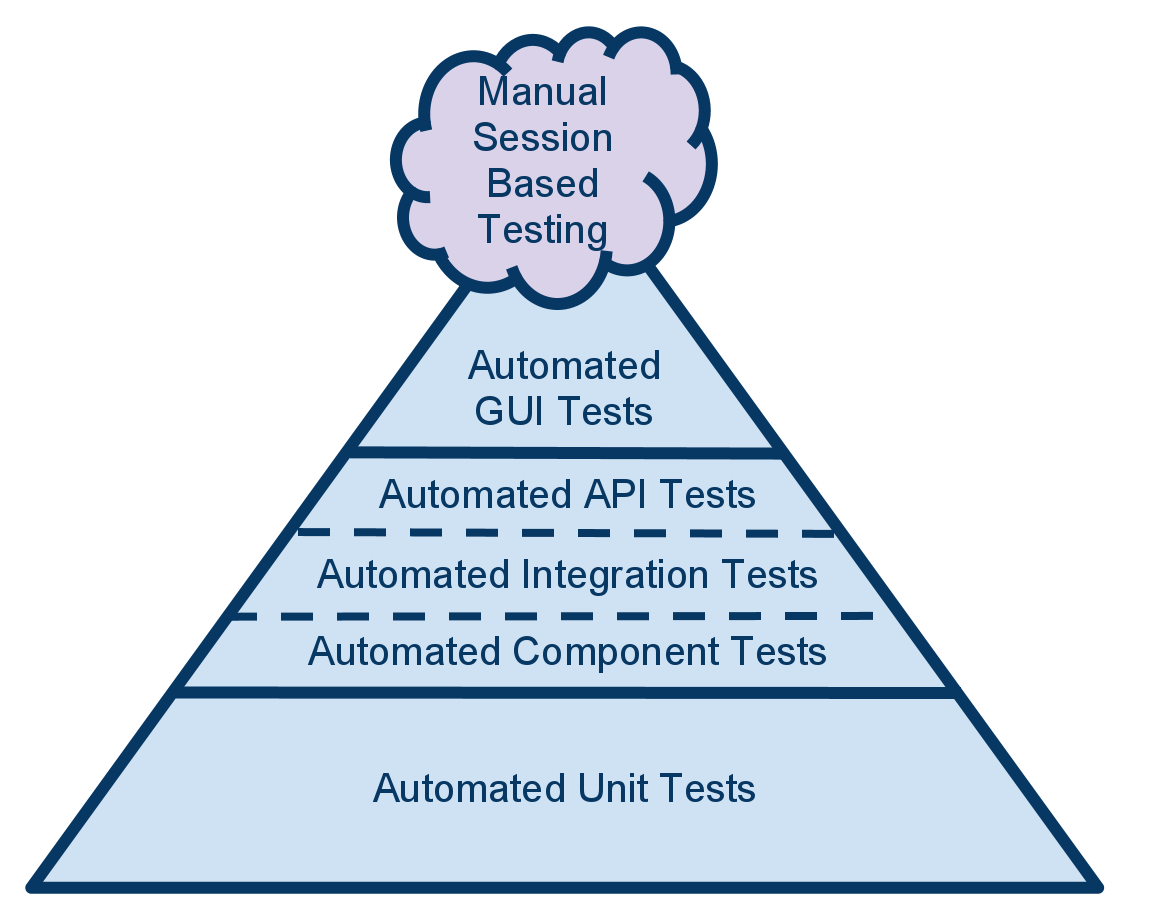 Manual
Session
Based
Testing
Automated
GUI Tests
Automated API Tests
Automated Integration Tests
Automated Component Tests
Automated Unit Tests